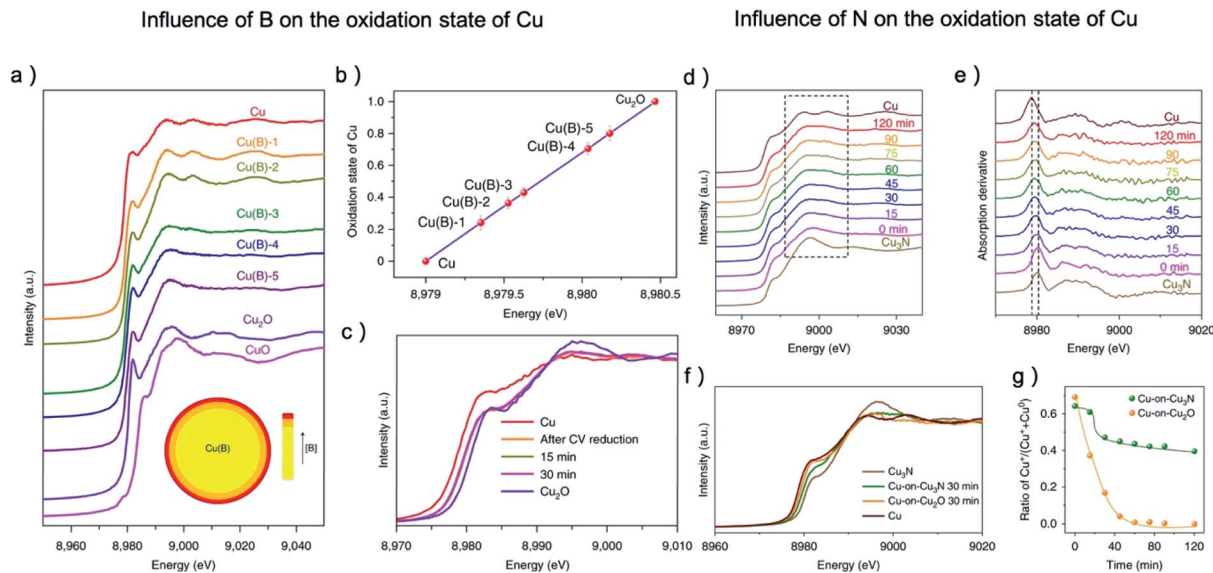 Influence of B on the oxidation state of Cu
Influence of N on the oxidation state of Cu
a )
Cu
Cu(B)-1
Cu(B)-2
Cu(B)-3
Cu(B)-4
Cu(B)-5
Cu₂O
CuO
Cu(B)
[B]
Intensity (a.u.)
8,960 8,980 9,000 9,020 9,040
Energy (eV)
b )
Oxidation state of Cu
1.0
0.8
0.6
0.4
0.2
0
Cu₂O
Cu(B)-5
Cu(B)-4
Cu(B)-3
Cu(B)-2
Cu(B)-1
Cu
8,979 8,979.5 8,980 8,980.5
Energy (eV)
c )
Intensity (a.u.)
Cu
After CV reduction
15 min
30 min
Cu₂O
8,970 8,980 8,990 9,000 9,010
Energy (eV)
d )
Intensity (a.u.)
Cu
120 min
90
75
60
45
30
15
0 min
Cu₃N
8970 9000 9030
Energy (eV)
e )
Absorption derivative
Cu
120 min
90
75
60
45
30
15
0 min
Cu₃N
8980 9000 9020
Energy (eV)
f )
Intensity (a.u.)
Cu₃N
Cu-on-Cu₃N 30 min
Cu-on-Cu₂O 30 min
Cu
8960 8980 9000 9020
Energy (eV)
g )
Ratio of Cu⁺/(Cu⁺+Cu⁰)
0.6
0.4
0.2
0.0
Cu-on-Cu₃N
Cu-on-Cu₂O
0 40 80 120
Time (min)